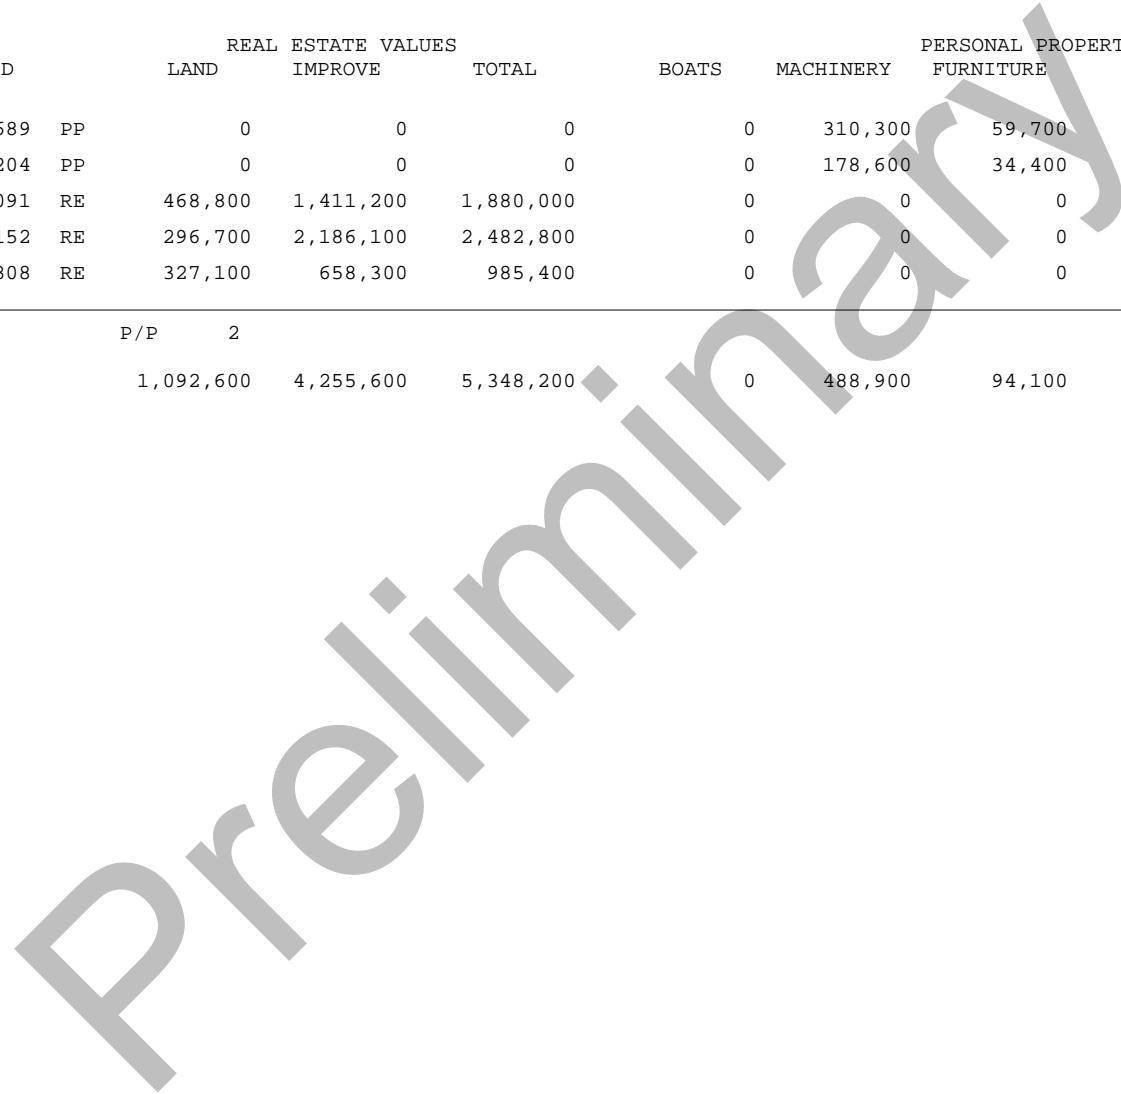 REAL ESTATE VALUES PERSONAL PROPERT
D LAND IMPROVE TOTAL BOATS MACHINERY FURNITURE
589 PP 0 0 0 0 310,300 59,700
204 PP 0 0 0 0 178,600 34,400
091 RE 468,800 1,411,200 1,880,000 0 0 0
152 RE 296,700 2,186,100 2,482,800 0 0 0
308 RE 327,100 658,300 985,400 0 0 0
P/P 2
1,092,600 4,255,600 5,348,200 0 488,900 94,100
Preliminary